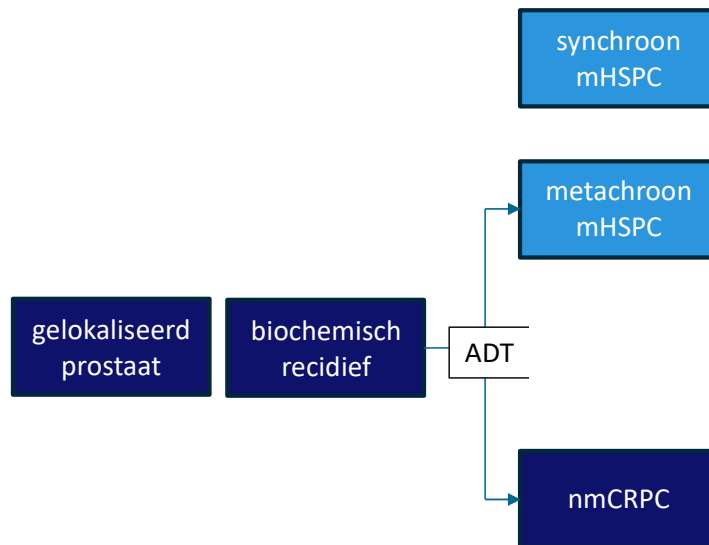 synchroon
mHSPC
metachroon
mHSPC
gelokaliseerd
prostaat
biochemisch
recidief
ADT
nmCRPC